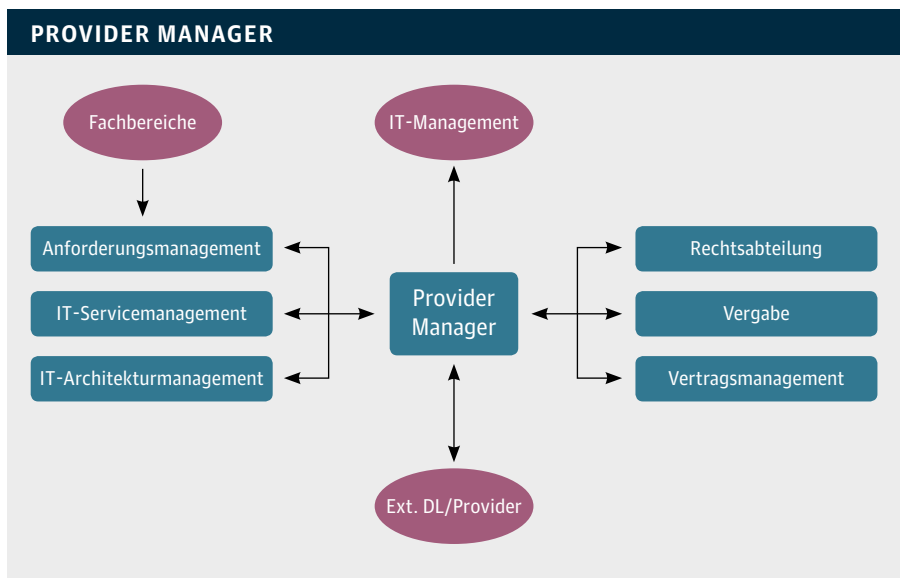 PROVIDER MANAGER
Fachbereiche
IT-Management
Anforderungsmanagement
IT-Servicemanagement
IT-Architekturmanagement
Provider
Manager
Rechtsabteilung
Vergabe
Vertragsmanagement
Ext. DL/Provider